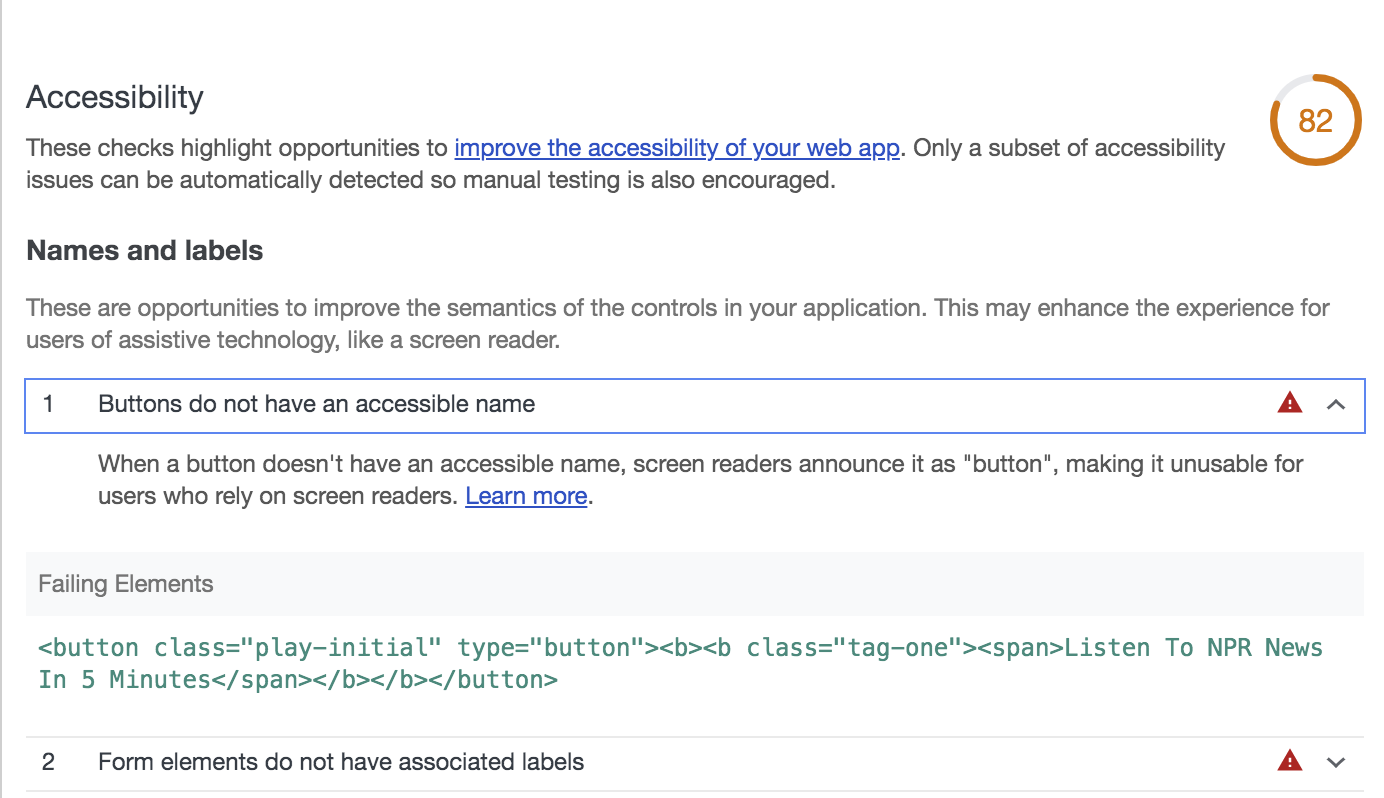 Accessibility
82
These checks highlight opportunities to improve the accessibility of your web app. Only a subset of accessibility
issues can be automatically detected so manual testing is also encouraged.
Names and labels
These are opportunities to improve the semantics of the controls in your application. This may enhance the experience for
users of assistive technology, like a screen reader.
1 Buttons do not have an accessible name
When a button doesn't have an accessible name, screen readers announce it as "button", making it unusable for
users who rely on screen readers. Learn more.
Failing Elements
<button class="play-initial" type="button"><b><b class="tag-one"><span>Listen To NPR News
In 5 Minutes</span></b></b></button>
2 Form elements do not have associated labels